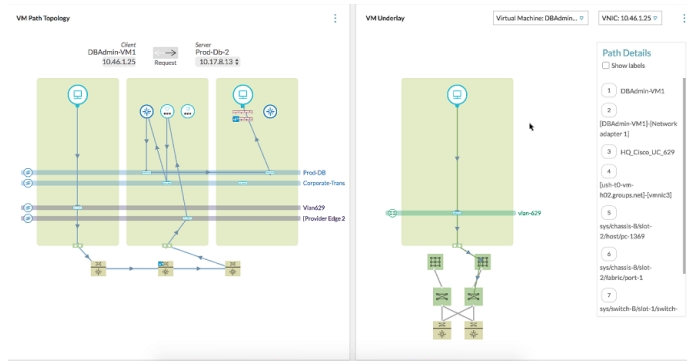 VM Path Topology
Client
DBAdmin-VM1
10.46.1.25
Request
Server
Prod-Db-2
10.17.8.13
Prod-DB
Corporate-Trans
Vlan629
[Provider Edge 2
VM Underlay
Virtual Machine: DBAdmin...
VNIC: 10.46.1.25
vlan-629
Path Details
Show labels
1 DBAdmin-VM1
2
[DBAdmin-VM1]-[Network
adapter 1]
3 HQ_Cisco_UC_629
4
[ush-t0-vm-
h02.groups.net]-[vmnic3]
5
sys/chassis-8/slot-
2/host/pc-1369
6
sys/chassis-8/slot-
2/fabric/port-1
7
sys/switch-B/slot-1/switch-